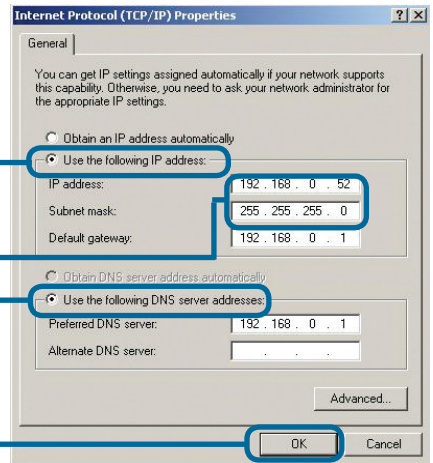 Internet Protocol (TCP/IP) Properties
General
You can get IP settings assigned automatically if your network supports
this capability. Otherwise, you need to ask your network administrator for
the appropriate IP settings.
Obtain an IP address automatically
Use the following IP address:
IP address: 192 . 168 . 0 . 52
Subnet mask: 255 . 255 . 255 . 0
Default gateway: 192 . 168 . 0 . 1
Obtain DNS server address automatically
Use the following DNS server addresses:
Preferred DNS server: 192 . 168 . 0 . 1
Alternate DNS server: . . .
Advanced...
OK Cancel